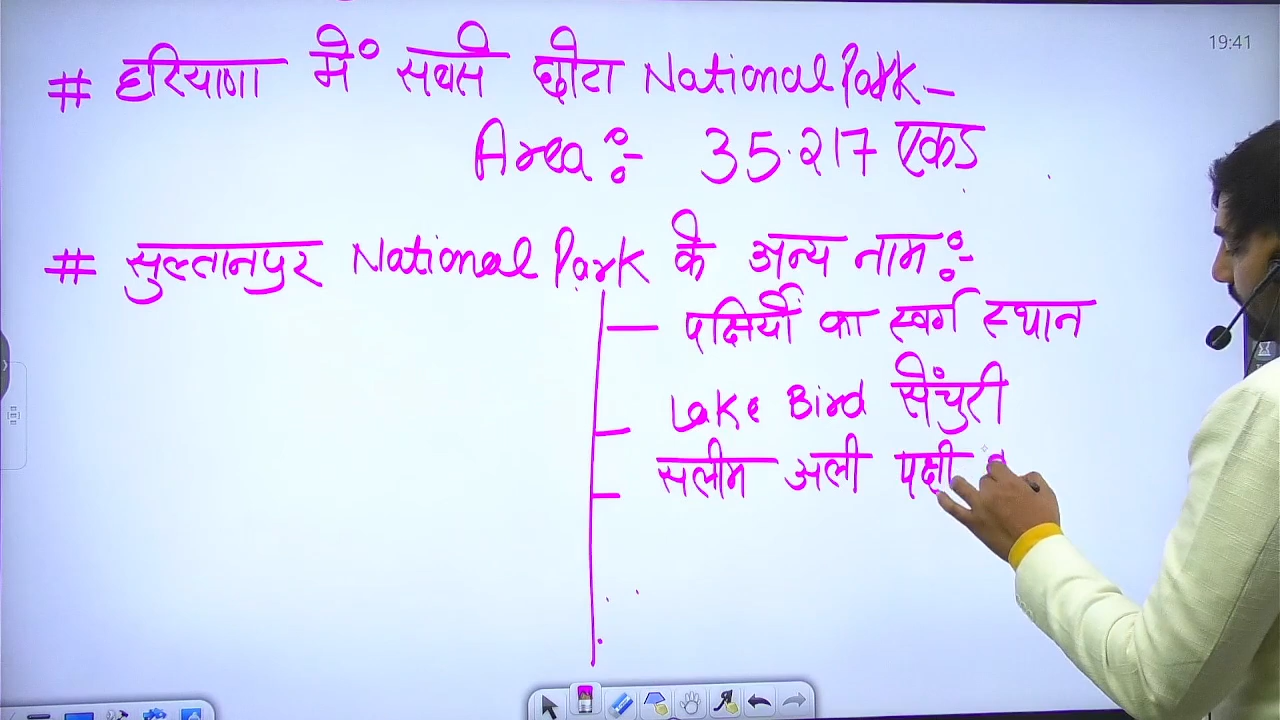 19:41
# हरियाणा में सबसे छोटा National Park-
Area :- 35.217 एकड
# सुल्तानपुर National Park के अन्य नाम :-
पक्षियों का स्वर्ग स्थान
Lake Bird सेंचुरी
सलीम अली पक्षी